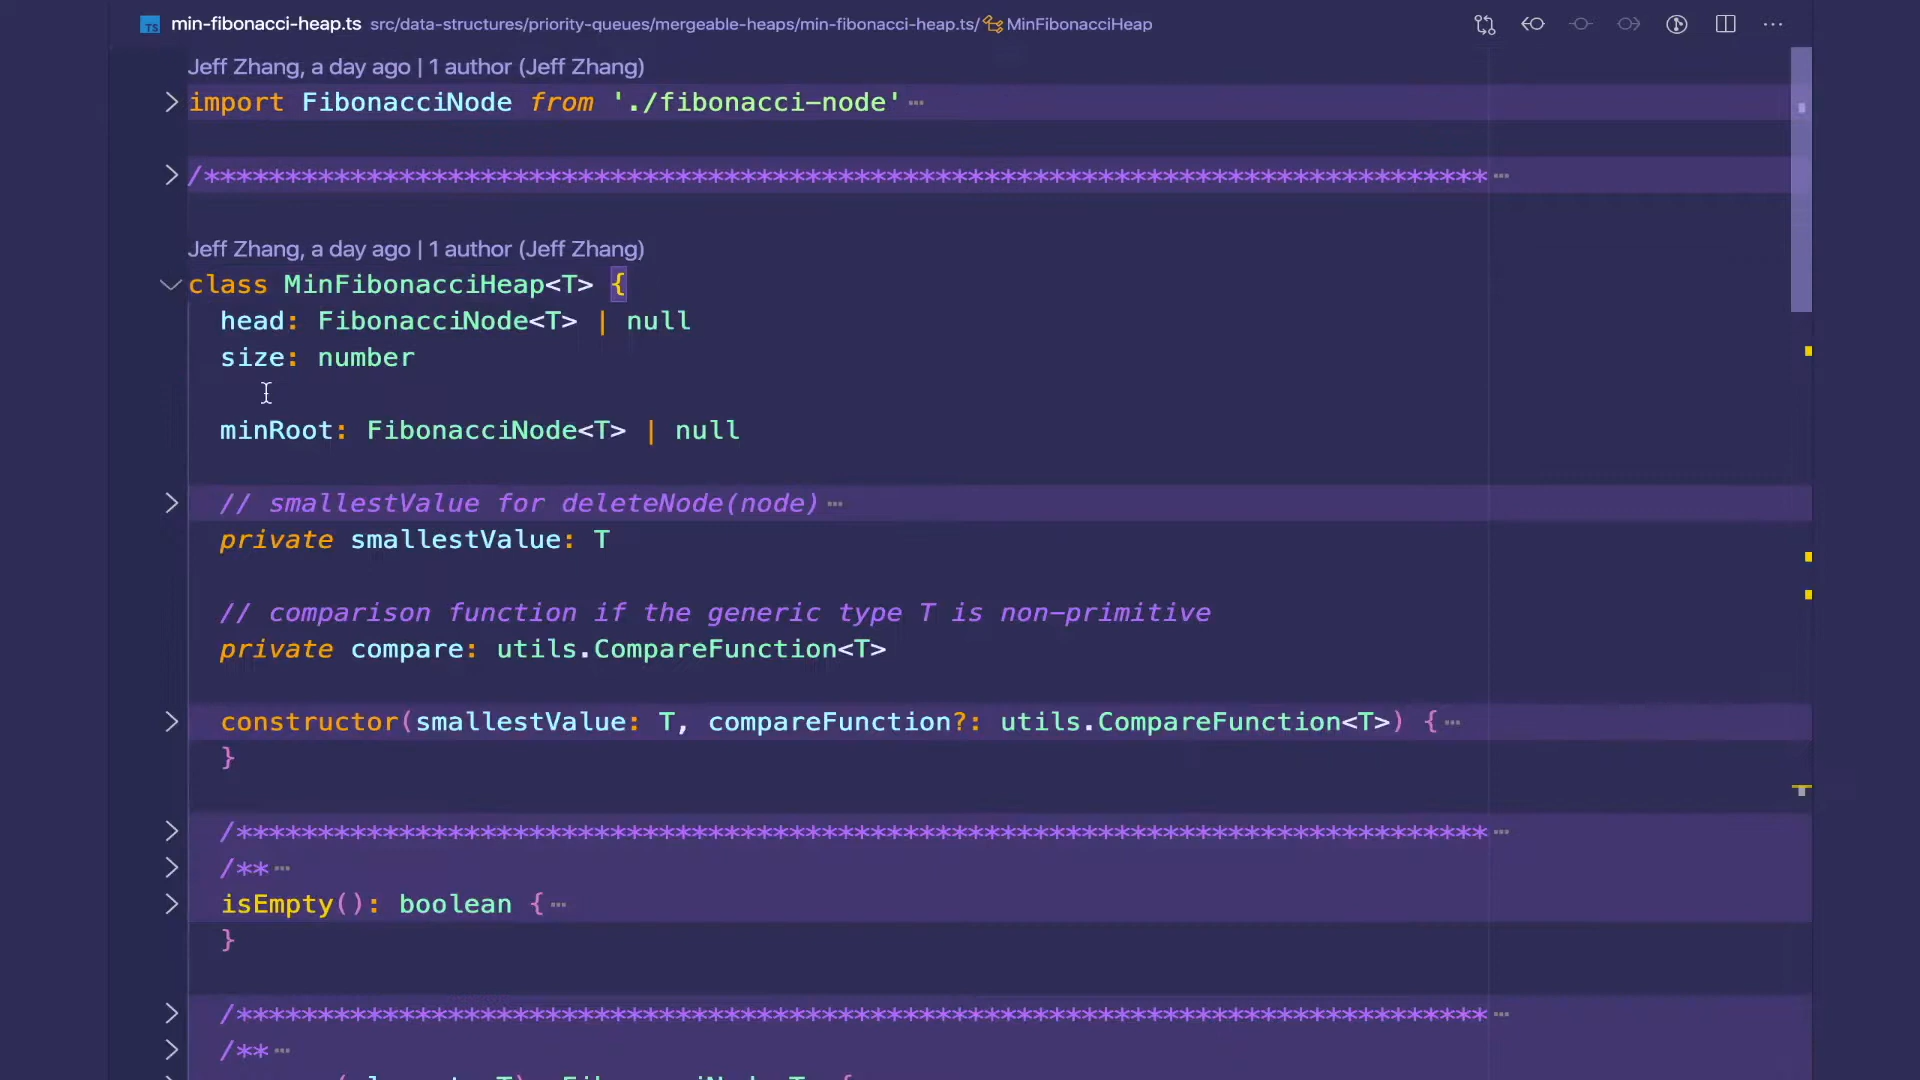 TS min-fibonacci-heap.ts src/data-structures/priority-queues/mergeable-heaps/min-fibonacci-heap.ts/ MinFibonacciHeap
Jeff Zhang, a day ago | 1 author (Jeff Zhang)
import FibonacciNode from './fibonacci-node' ⋯
/******************************************************************************* ⋯
Jeff Zhang, a day ago | 1 author (Jeff Zhang)
class MinFibonacciHeap<T> {
head: FibonacciNode<T> | null
size: number
minRoot: FibonacciNode<T> | null
// smallestValue for deleteNode(node) ⋯
private smallestValue: T
// comparison function if the generic type T is non-primitive
private compare: utils.CompareFunction<T>
constructor(smallestValue: T, compareFunction?: utils.CompareFunction<T>) { ⋯
}
/***************************************************************************** ⋯
/** ⋯
isEmpty(): boolean { ⋯
}
/***************************************************************************** ⋯
/** ⋯